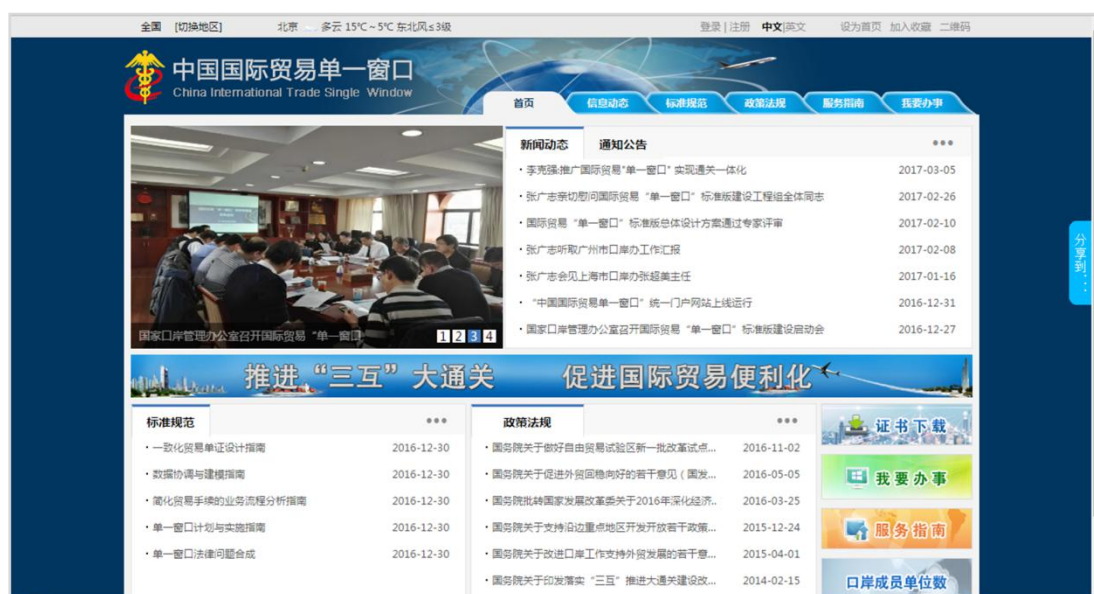 全国 [切换地区] 北京 多云 15℃~5℃ 东北风≤3级 登录 | 注册 中文|英文 设为首页 加入收藏 二维码
中国国际贸易单一窗口
China International Trade Single Window
首页 信息动态 标准规范 政策法规 服务指南 我要办事
新闻动态 通知公告
· 李克强:推广国际贸易"单一窗口" 实现通关一体化 2017-03-05
· 张广志亲切慰问国际贸易“单一窗口”标准版建设工程组全体同志 2017-02-26
· 国际贸易“单一窗口”标准版总体设计方案通过专家评审 2017-02-10
· 张广志听取广州市口岸办工作汇报 2017-02-08
· 张广志会见上海市口岸办张超美主任 2017-01-16
· “中国国际贸易单一窗口”统一门户网站上线运行 2016-12-31
· 国家口岸管理办公室召开国际贸易“单一窗口”标准版建设启动会 2016-12-27
国家口岸管理办公室召开国际贸易“单一窗口 1 2 3 4
分享到:...
推进“三互”大通关 促进国际贸易便利化
标准规范
· 一致化贸易单证设计指南 2016-12-30
· 数据协调与建模指南 2016-12-30
· 简化贸易手续的业务流程分析指南 2016-12-30
· 单一窗口计划与实施指南 2016-12-30
· 单一窗口法律问题合成 2016-12-30
政策法规
· 国务院关于做好自由贸易试验区新一批改革试点... 2016-11-02
· 国务院关于促进外贸回稳向好的若干意见（国发... 2016-05-05
· 国务院批转国家发展改革委关于2016年深化经济.. 2016-03-25
· 国务院关于支持沿边重点地区开发开放若干政策... 2015-12-24
· 国务院关于改进口岸工作支持外贸发展的若干意... 2015-04-01
· 国务院关于印发落实“三互”推进大通关建设改... 2014-02-15
证书下载
我要办事
服务指南
口岸成员单位数